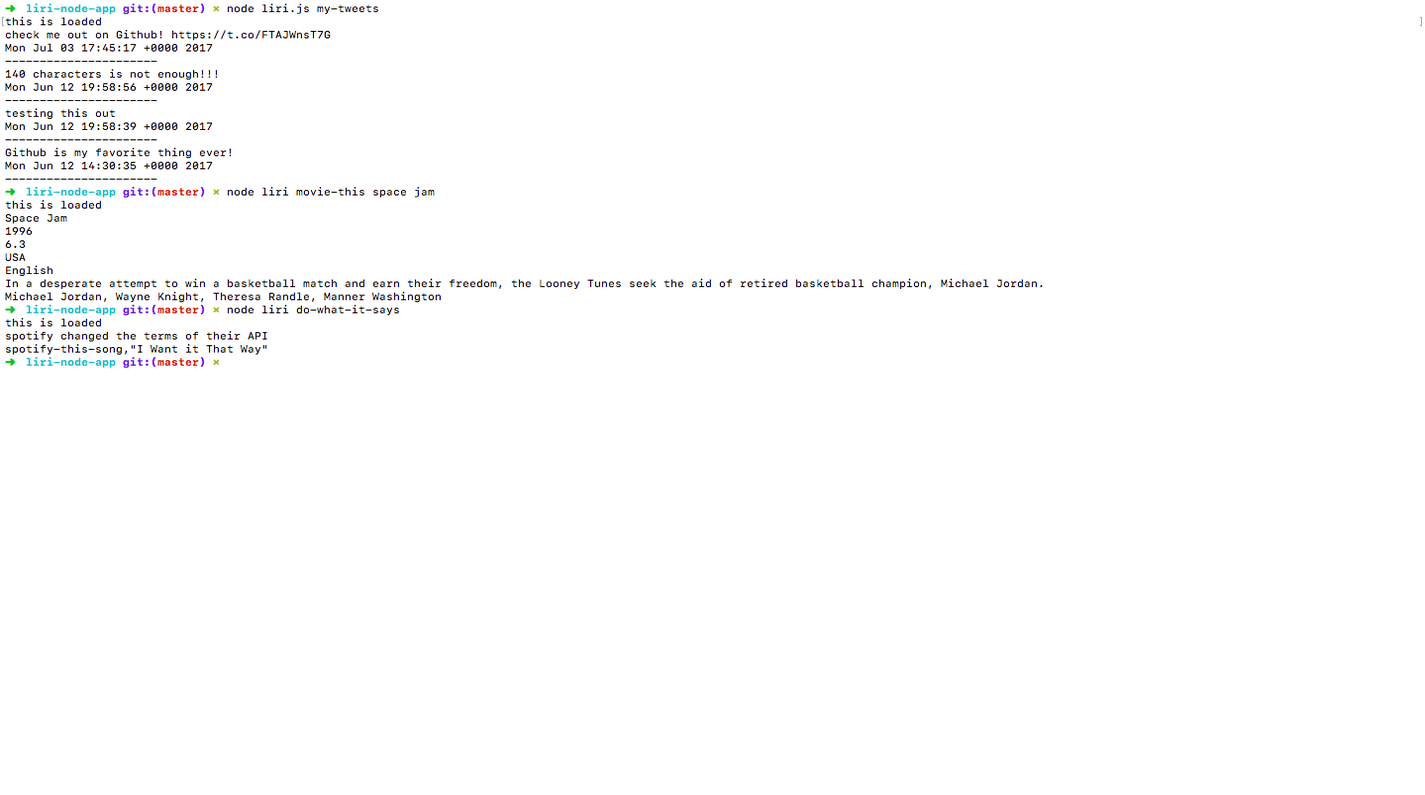 ➜  liri-node-app git:(master) × node liri.js my-tweets
this is loaded
check me out on Github! https://t.co/FTAJWnsT7G
Mon Jul 03 17:45:17 +0000 2017
----------------------
140 characters is not enough!!!
Mon Jun 12 19:58:56 +0000 2017
----------------------
testing this out
Mon Jun 12 19:58:39 +0000 2017
----------------------
Github is my favorite thing ever!
Mon Jun 12 14:30:35 +0000 2017
----------------------
➜  liri-node-app git:(master) × node liri movie-this space jam
this is loaded
Space Jam
1996
6.3
USA
English
In a desperate attempt to win a basketball match and earn their freedom, the Looney Tunes seek the aid of retired basketball champion, Michael Jordan.
Michael Jordan, Wayne Knight, Theresa Randle, Manner Washington
➜  liri-node-app git:(master) × node liri do-what-it-says
this is loaded
spotify changed the terms of their API
spotify-this-song,"I Want it That Way"
➜  liri-node-app git:(master) ×